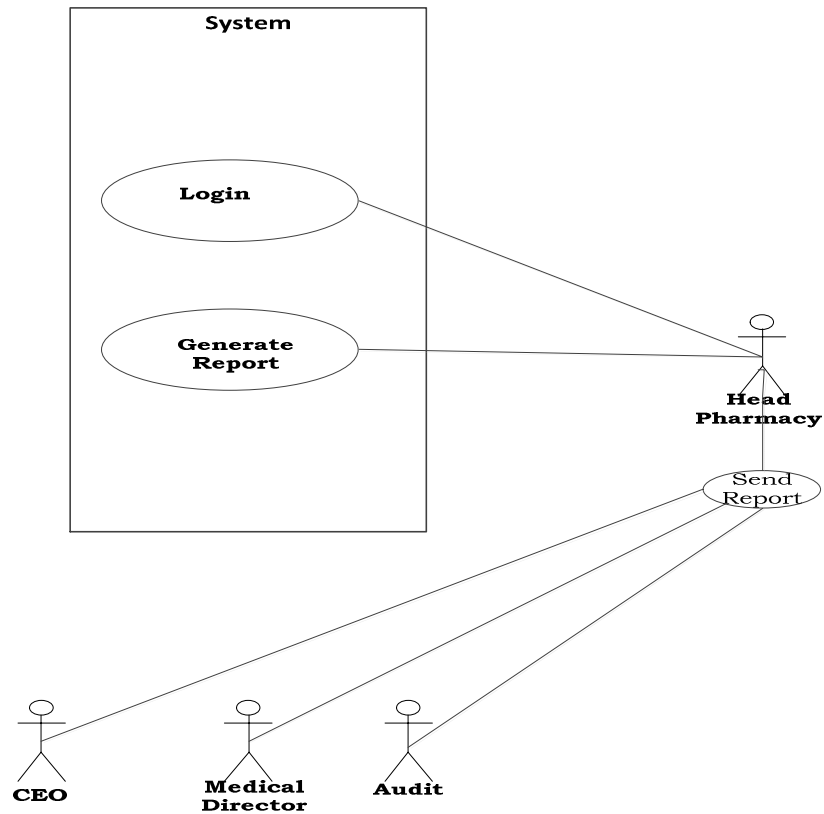 System
Login
Generate
Report
Head
Pharmacy
Send
Report
CEO
Medical
Director
Audit